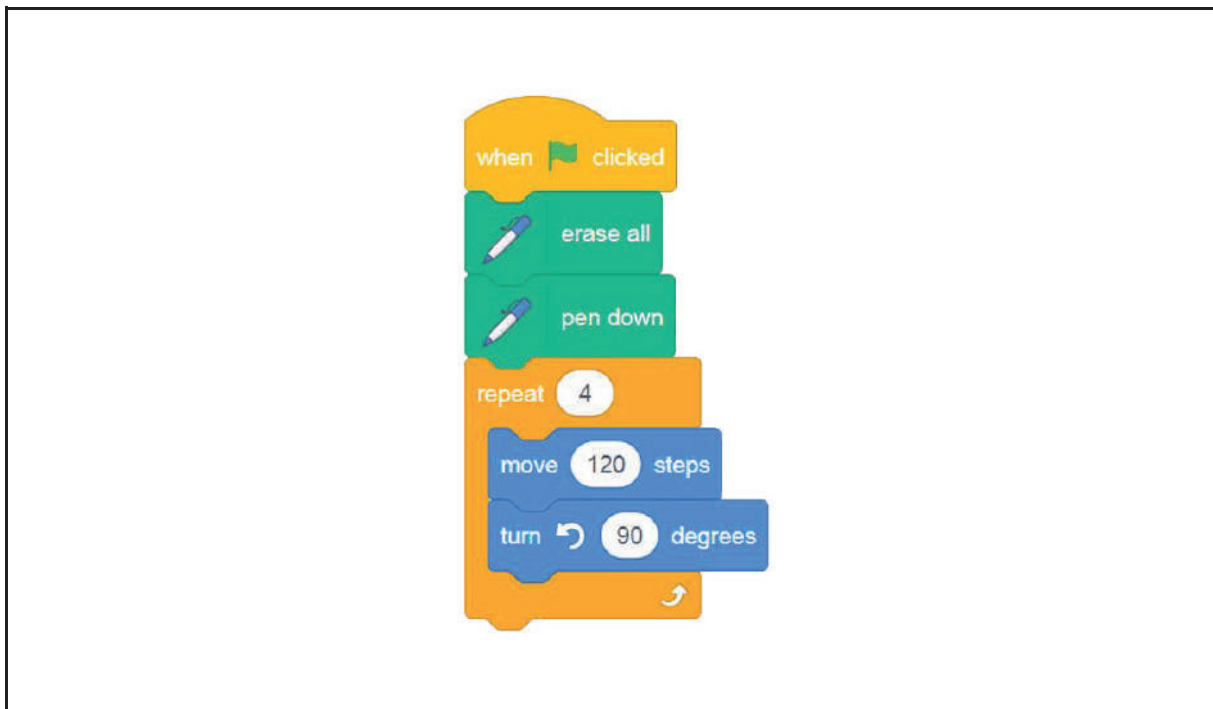 when clicked
erase all
pen down
repeat 4
move 120 steps
turn 90 degrees